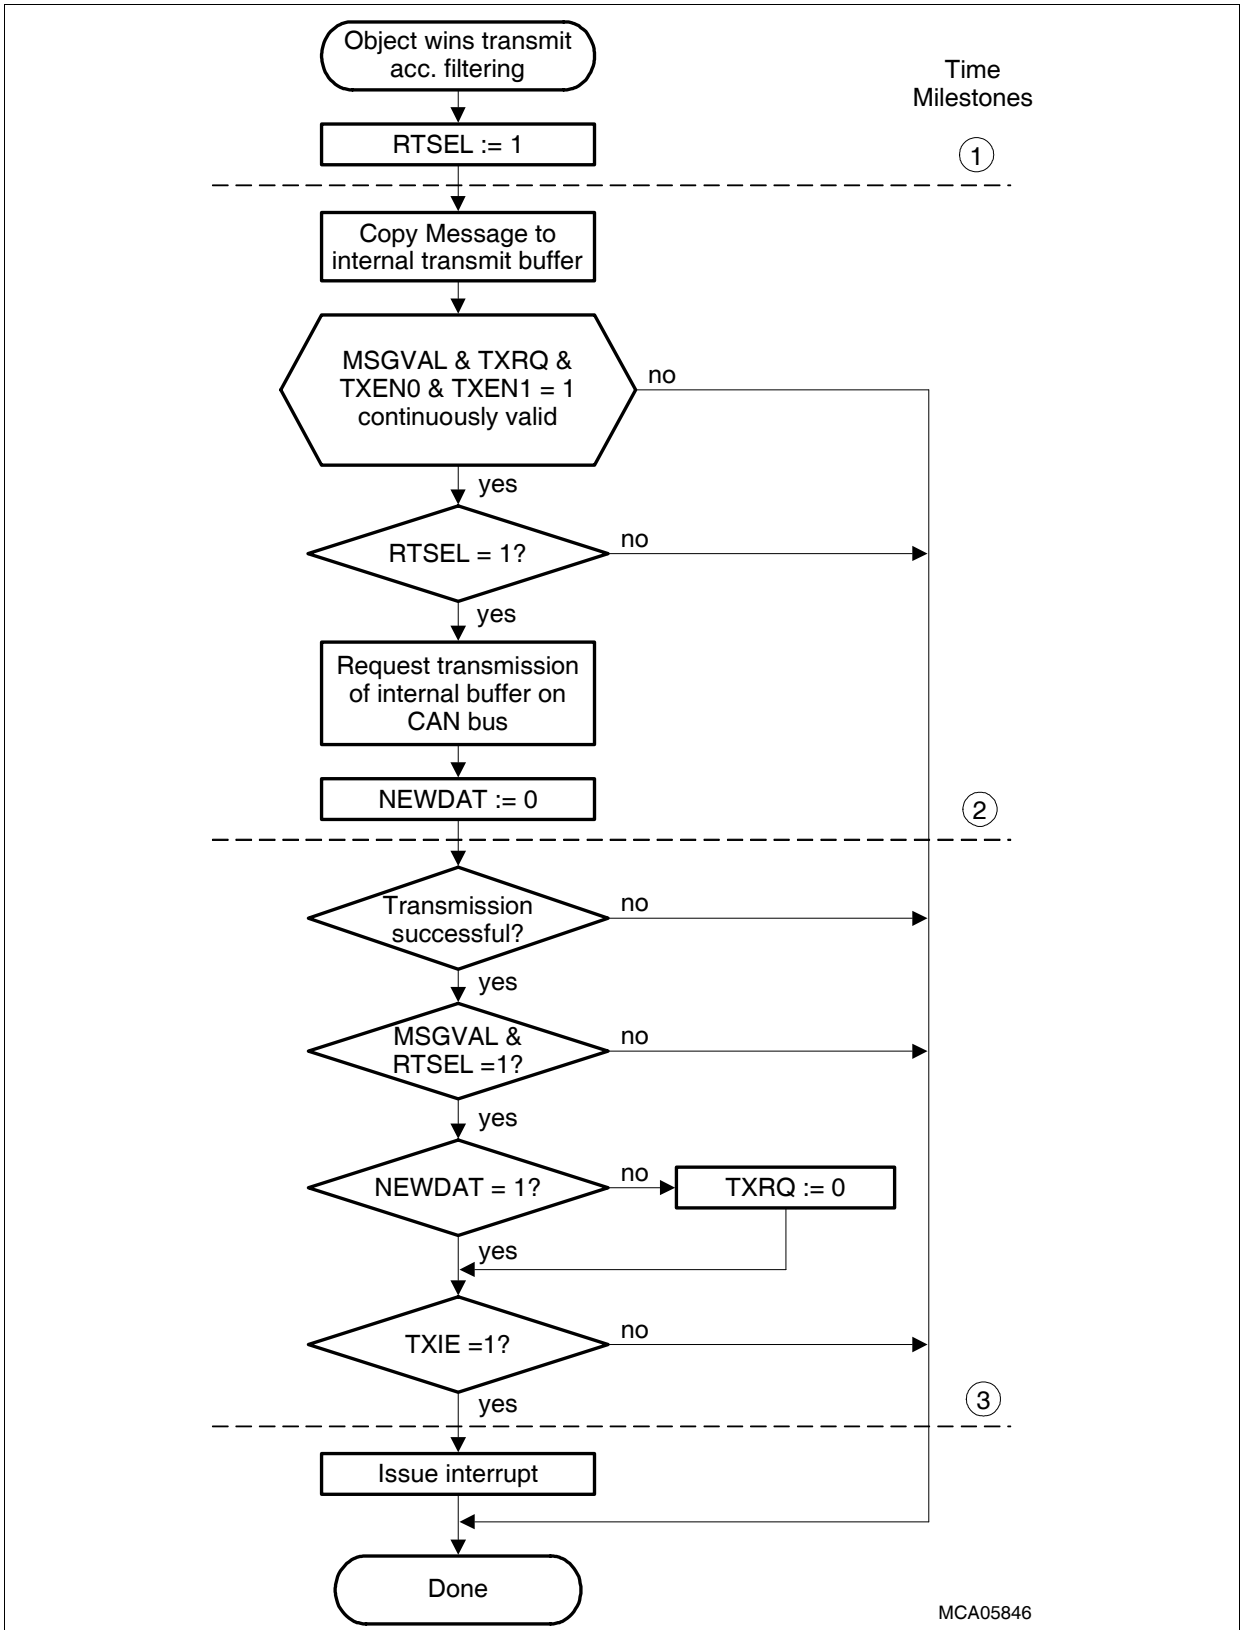 Object wins transmit
acc. filtering
Time
Milestones
RTSEL := 1
1
Copy Message to
internal transmit buffer
MSGVAL & TXRQ &
TXEN0 & TXEN1 = 1
continuously valid
no
yes
RTSEL = 1?
no
yes
Request transmission
of internal buffer on
CAN bus
NEWDAT := 0
2
Transmission
successful?
no
yes
MSGVAL &
RTSEL =1?
no
yes
NEWDAT = 1?
no
TXRQ := 0
yes
TXIE =1?
no
yes
3
Issue interrupt
Done
MCA05846